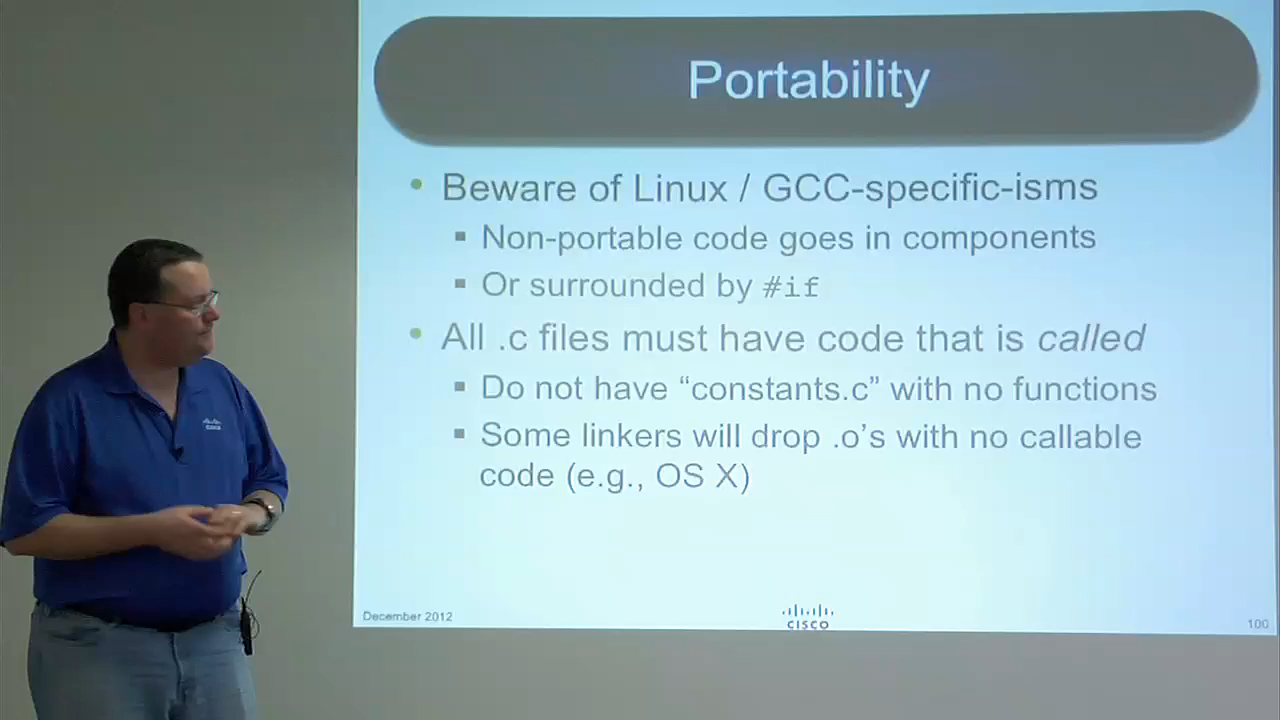 Portability
• Beware of Linux / GCC-specific-isms
▪ Non-portable code goes in components
▪ Or surrounded by #if
• All .c files must have code that is called
▪ Do not have “constants.c” with no functions
▪ Some linkers will drop .o’s with no callable
code (e.g., OS X)
December 2012
CISCO
100
CISCO